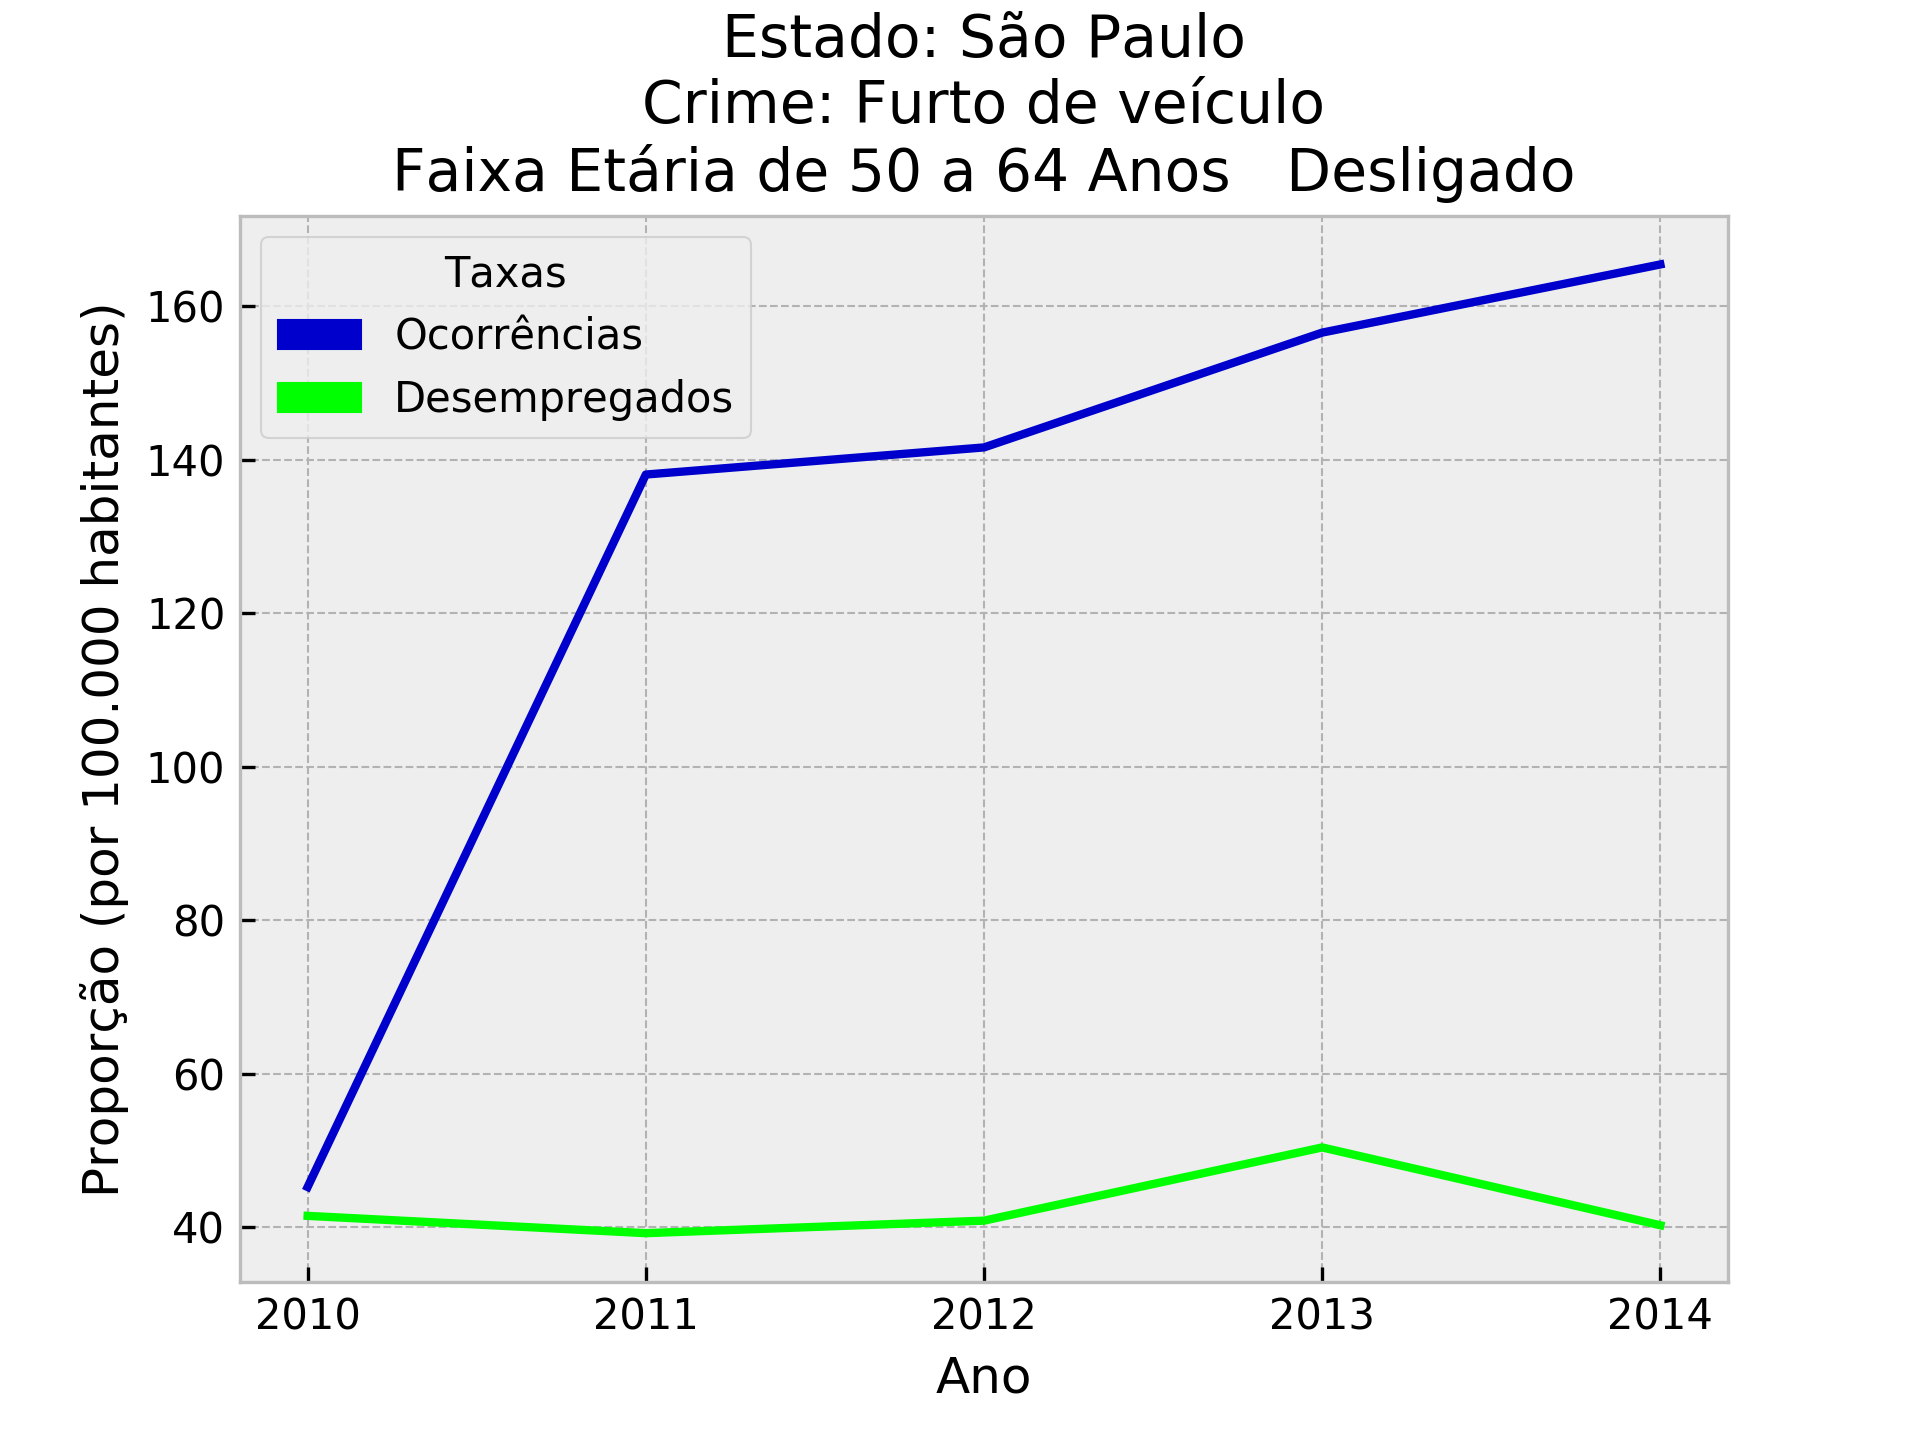 Estado: São Paulo
Crime: Furto de veículo
Faixa Etária de 50 a 64 Anos   Desligado
Taxas
Ocorrências
Desempregados
Proporção (por 100.000 habitantes)
160
140
120
100
80
60
40
2010 2011 2012 2013 2014
Ano